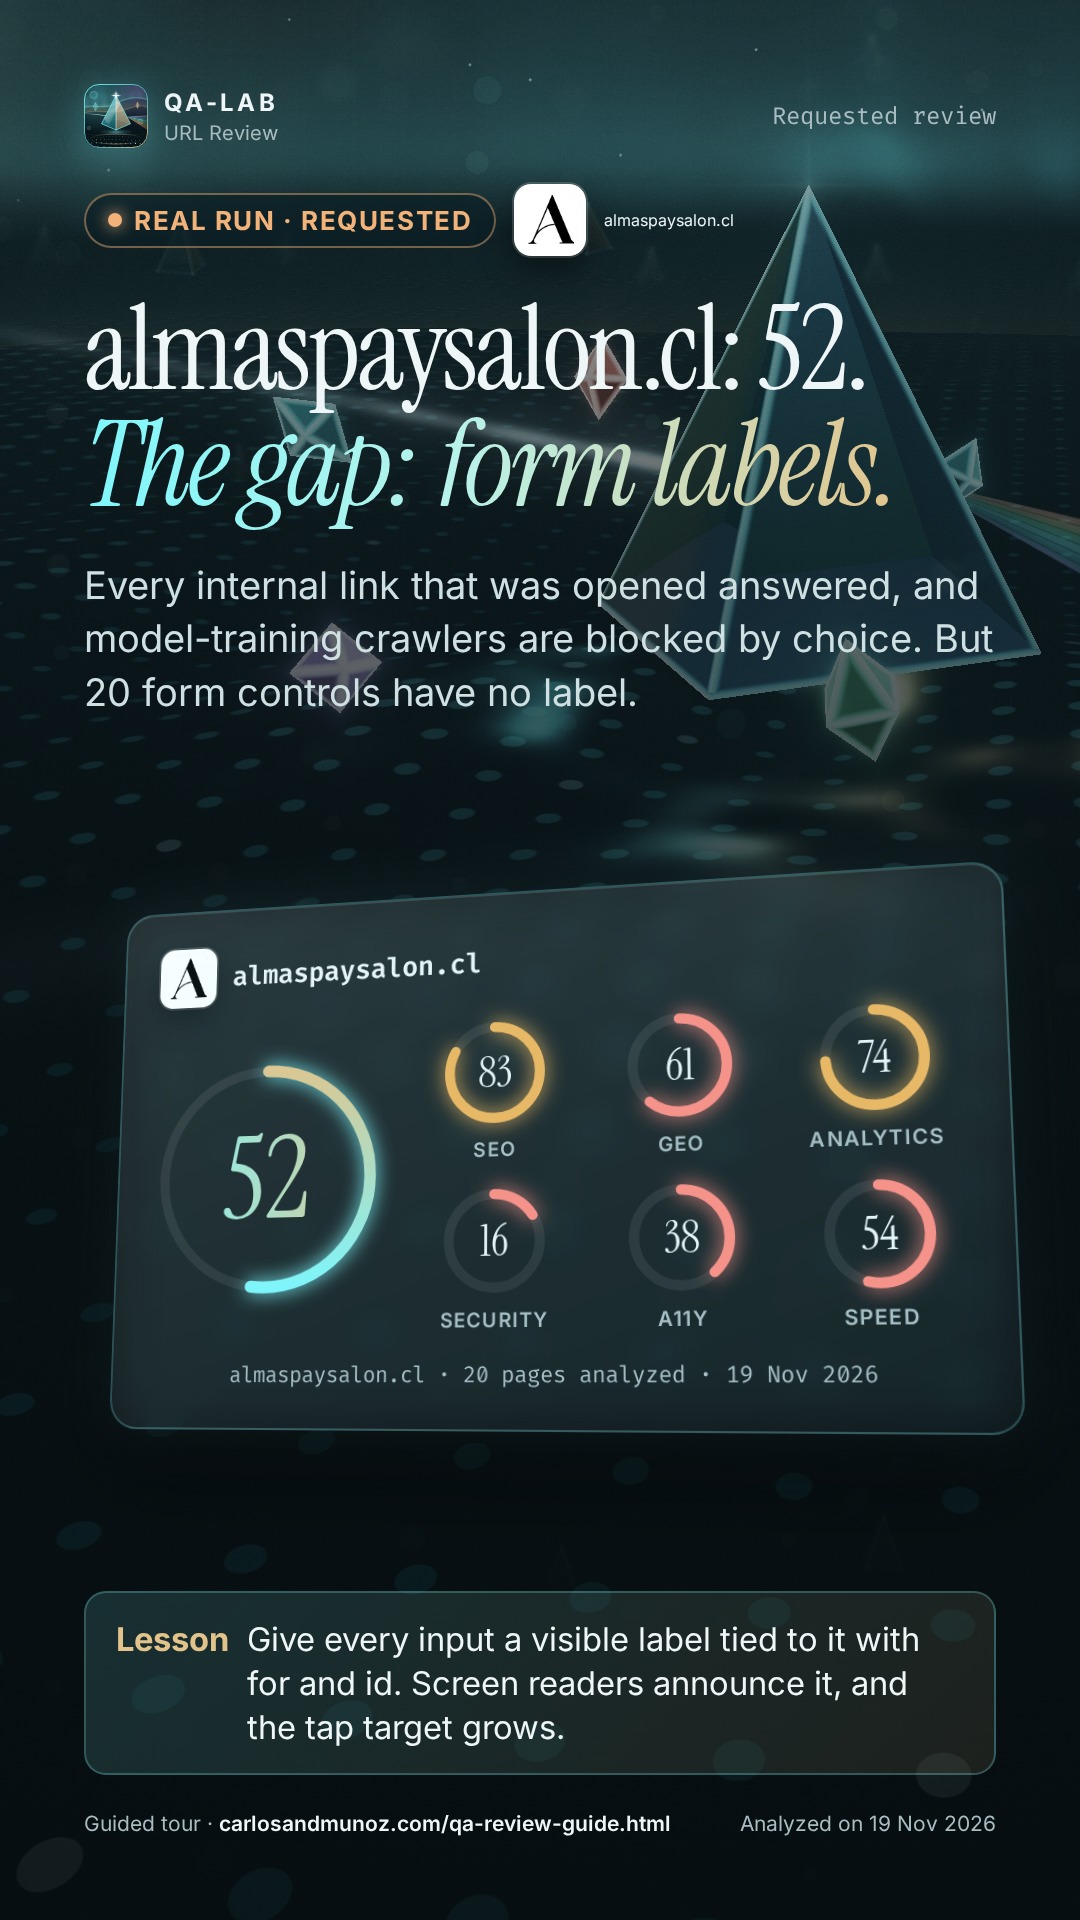 QA-LAB
URL Review
Requested review
REAL RUN · REQUESTED
A
almaspaysalon.cl
almaspaysalon.cl: 52.
The gap: form labels.
Every internal link that was opened answered, and
model-training crawlers are blocked by choice. But
20 form controls have no label.
A
almaspaysalon.cl
52
83
SEO
61
GEO
74
ANALYTICS
16
SECURITY
38
A11Y
54
SPEED
almaspaysalon.cl · 20 pages analyzed · 19 Nov 2026
Lesson Give every input a visible label tied to it with
for and id. Screen readers announce it, and
the tap target grows.
Guided tour · carlosandmunoz.com/qa-review-guide.html
Analyzed on 19 Nov 2026